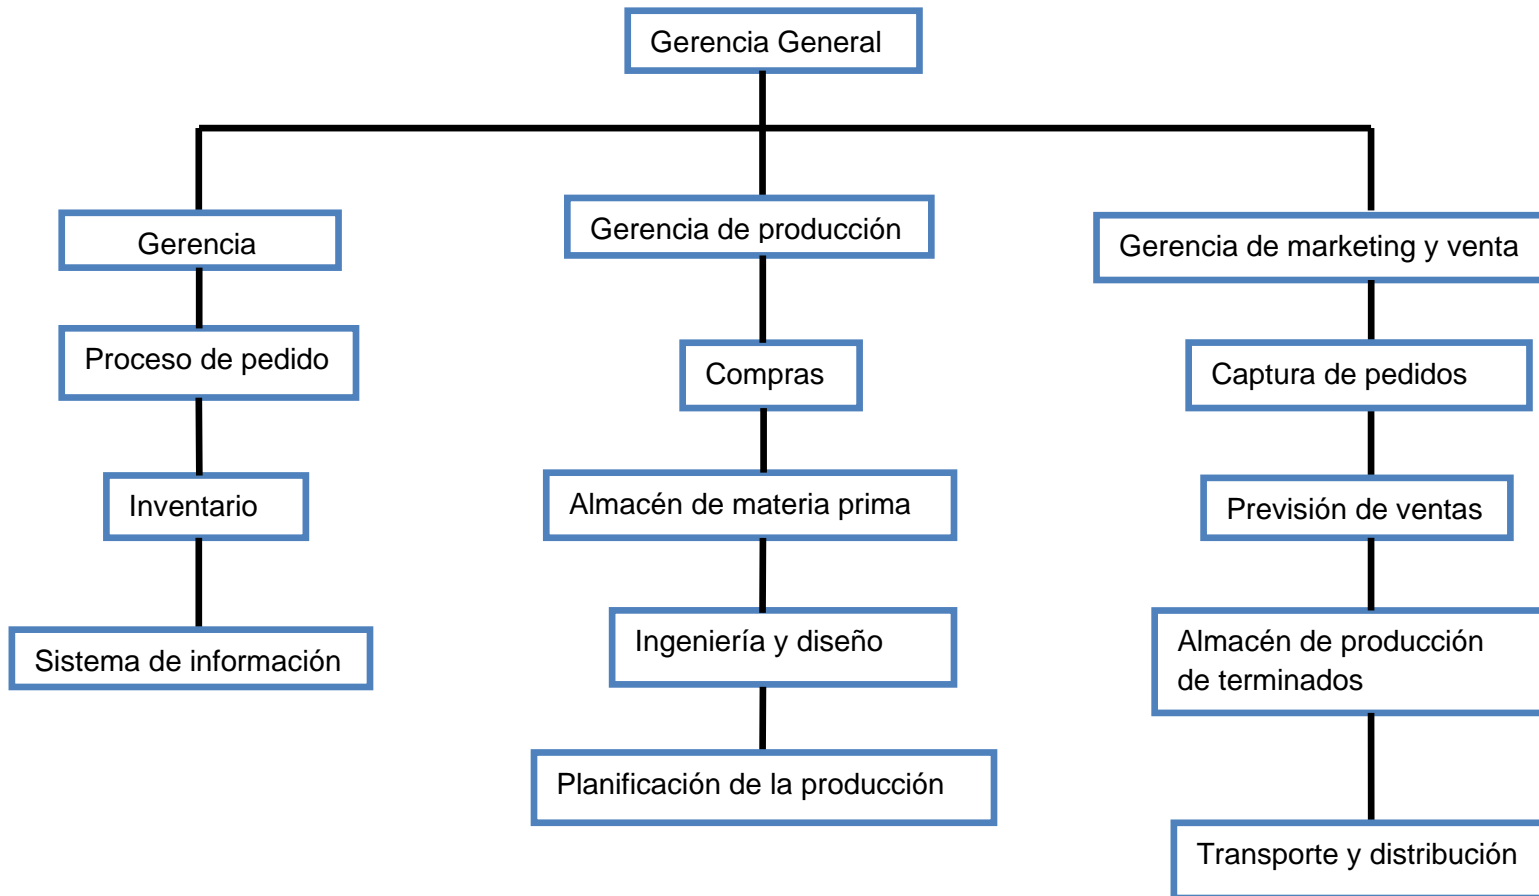 Gerencia General
Gerencia
Gerencia de producción
Gerencia de marketing y venta
Proceso de pedido
Compras
Captura de pedidos
Inventario
Almacén de materia prima
Previsión de ventas
Sistema de información
Ingeniería y diseño
Almacén de producción
de terminados
Planificación de la producción
Transporte y distribución